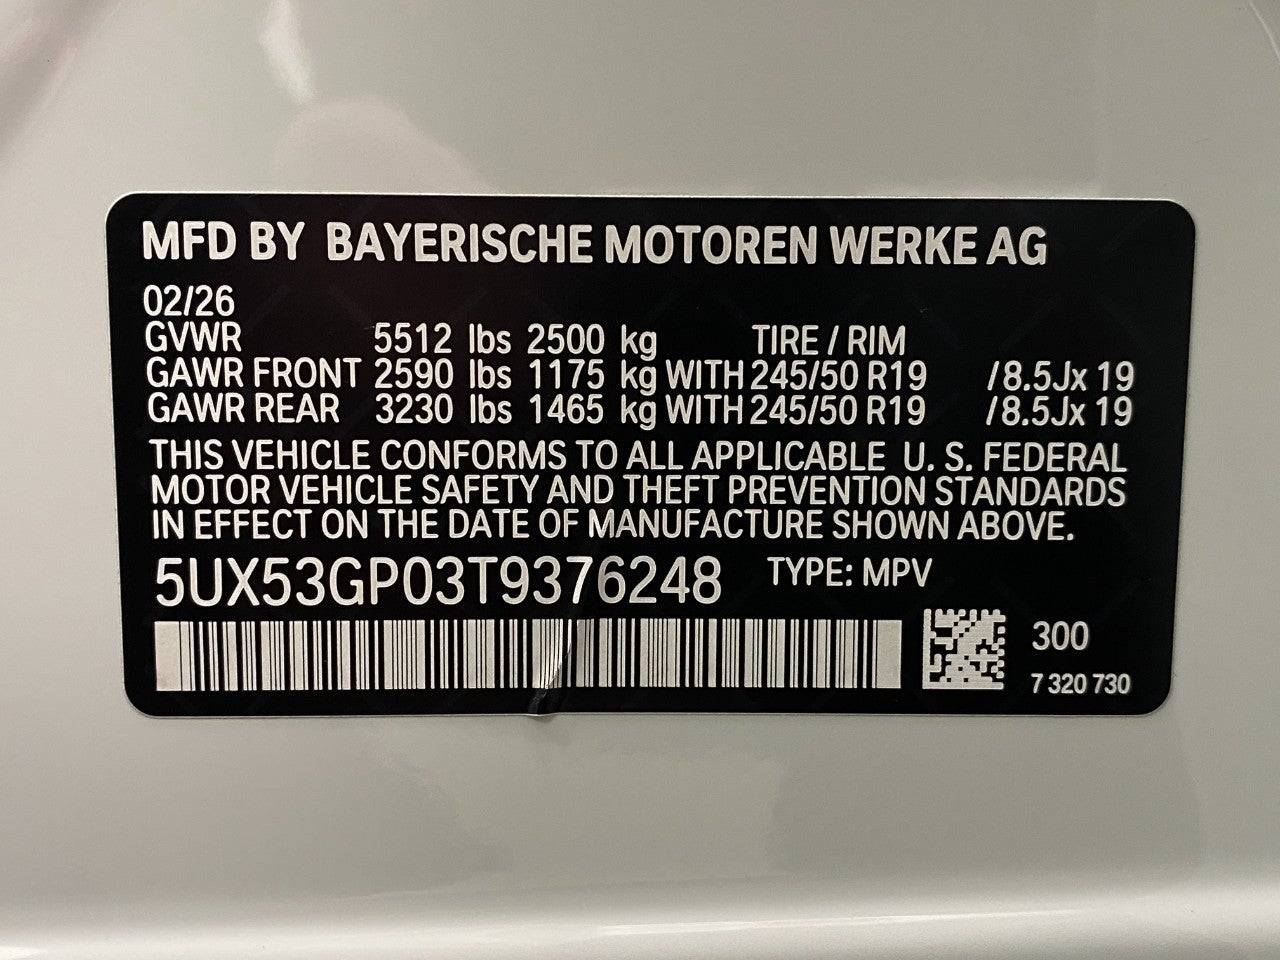 MFD BY BAYERISCHE MOTOREN WERKE AG
02/26
GVWR 5512 lbs 2500 kg TIRE / RIM
GAWR FRONT 2590 lbs 1175 kg WITH 245/50 R19 /8.5Jx 19
GAWR REAR 3230 lbs 1465 kg WITH 245/50 R19 /8.5Jx 19
THIS VEHICLE CONFORMS TO ALL APPLICABLE U. S. FEDERAL
MOTOR VEHICLE SAFETY AND THEFT PREVENTION STANDARDS
IN EFFECT ON THE DATE OF MANUFACTURE SHOWN ABOVE.
5UX53GP03T9376248 TYPE: MPV
300
7 320 730